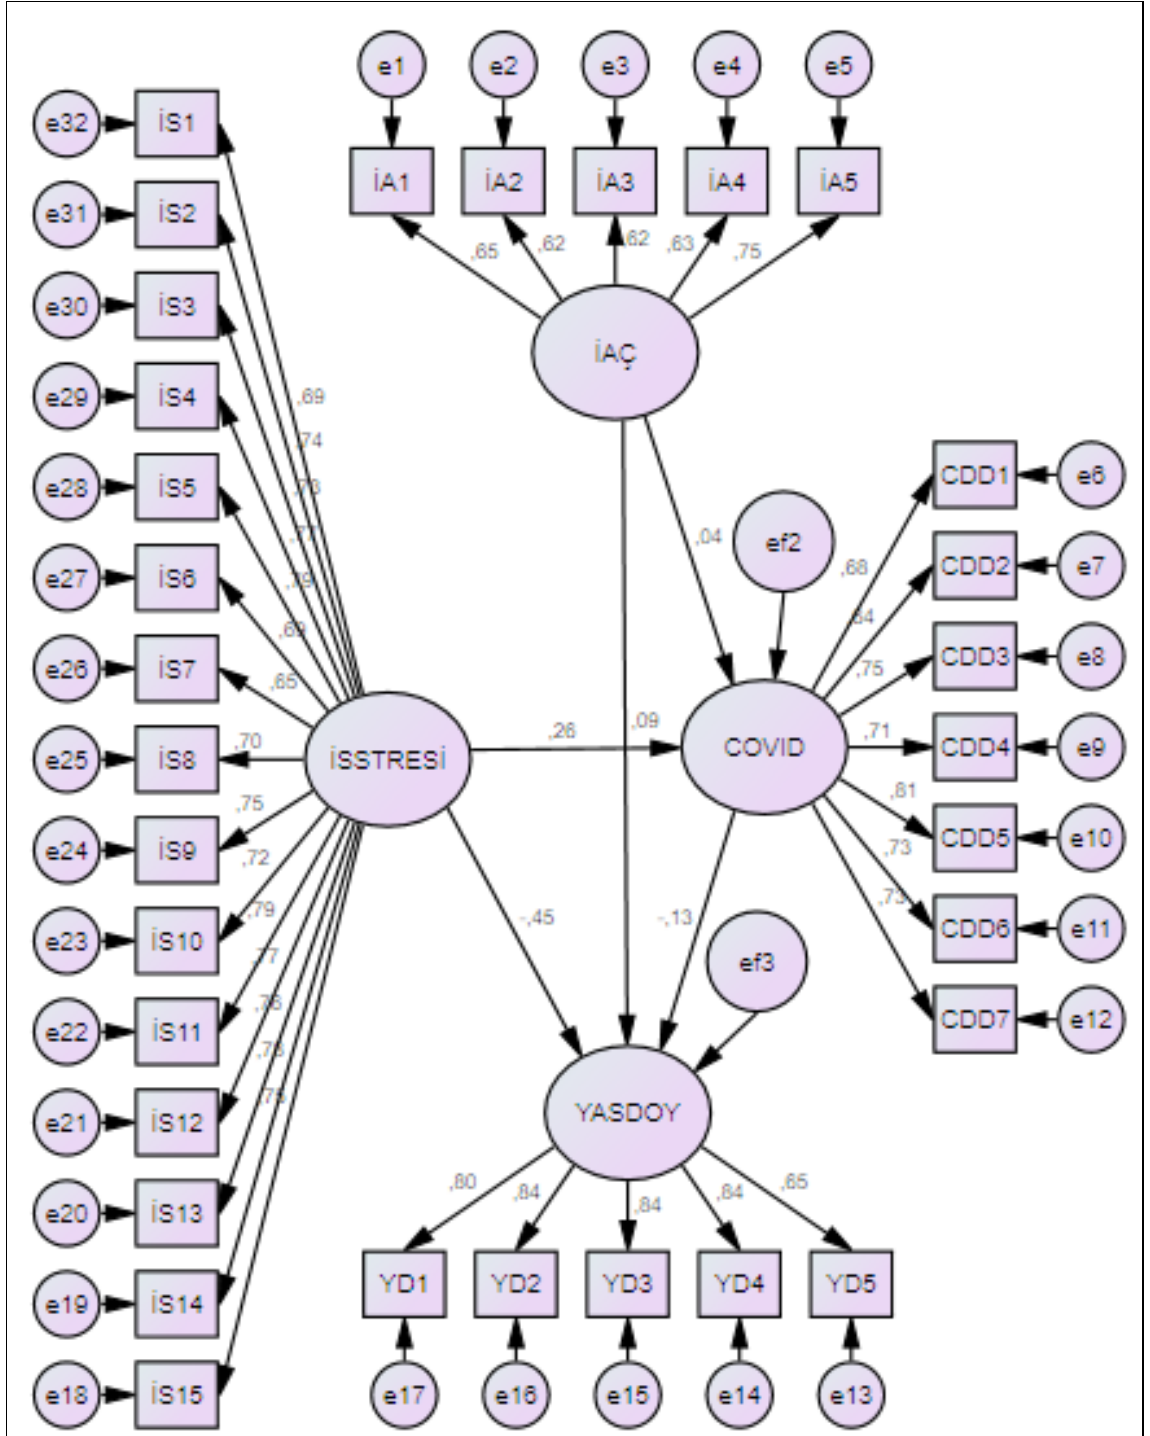 e1 e2 e3 e4 e5
İA1 İA2 İA3 İA4 İA5
,65 ,62 ,62 ,63 ,75
İAÇ
e32 İS1
e31 İS2
e30 İS3
e29 İS4
e28 İS5
e27 İS6
e26 İS7
e25 İS8
e24 İS9
e23 İS10
e22 İS11
e21 İS12
e20 İS13
e19 İS14
e18 İS15
,69
,74
,77
,69
,65
,70
,75
,72
,79
,77
İSSTRESİ
,26
,04
,09
-,45
-,13
ef2
COVID
,68
,75
,71
,81
,73
,73
CDD1 e6
CDD2 e7
CDD3 e8
CDD4 e9
CDD5 e10
CDD6 e11
CDD7 e12
ef3
YASDOY
,80 ,84 ,84 ,84 ,65
YD1 YD2 YD3 YD4 YD5
e17 e16 e15 e14 e13